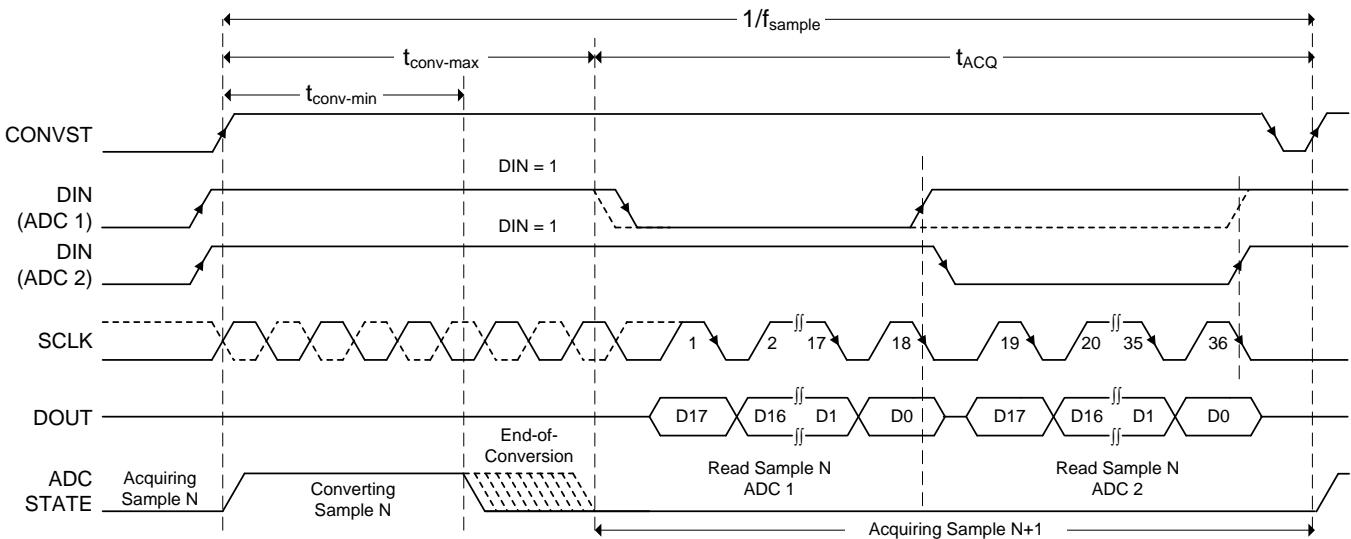 1/fsample
tconv-max
tACQ
tconv-min
CONVST
DIN = 1
DIN
(ADC 1)
DIN = 1
DIN
(ADC 2)
SCLK
1
2
17
18
19
20
35
36
DOUT
D17
D16
D1
D0
D17
D16
D1
D0
End-of-
Conversion
ADC
STATE
Acquiring
Sample N
Converting
Sample N
Read Sample N
ADC 1
Read Sample N
ADC 2
Acquiring Sample N+1